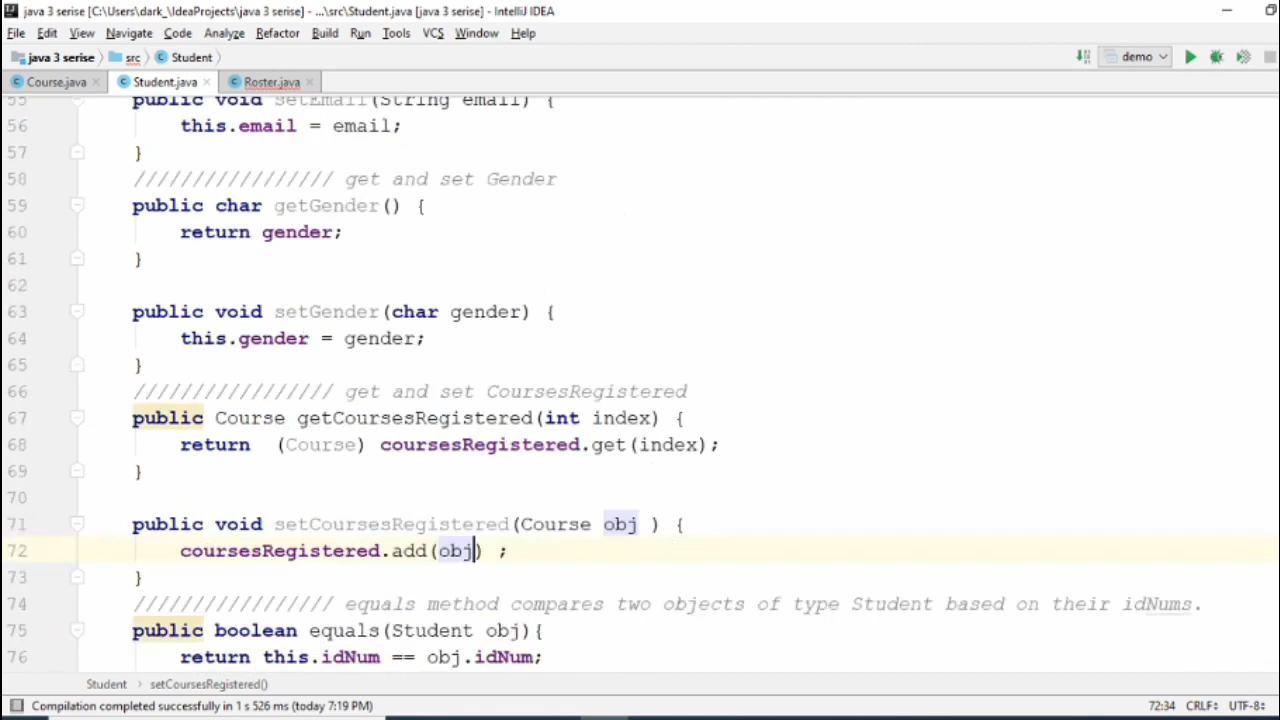 java 3 serise [C:\Users\dark_\IdeaProjects\java 3 serise] - ...\src\Student.java [java 3 serise] - IntelliJ IDEA
File Edit View Navigate Code Analyze Refactor Build Run Tools VCS Window Help
java 3 serise src Student demo
Course.java Student.java Roster.java
55 public void setEmail(String email) {
56 this.email = email;
57 }
58 ///////////////// get and set Gender
59 public char getGender() {
60 return gender;
61 }
62
63 public void setGender(char gender) {
64 this.gender = gender;
65 }
66 ///////////////// get and set CoursesRegistered
67 public Course getCoursesRegistered(int index) {
68 return (Course) coursesRegistered.get(index);
69 }
70
71 public void setCoursesRegistered(Course obj ) {
72 coursesRegistered.add(obj) ;
73 }
74 ///////////////// equals method compares two objects of type Student based on their idNums.
75 public boolean equals(Student obj){
76 return this.idNum == obj.idNum;
Student setCoursesRegistered()
Compilation completed successfully in 1 s 526 ms (today 7:19 PM) 72:34 CRLF UTF-8